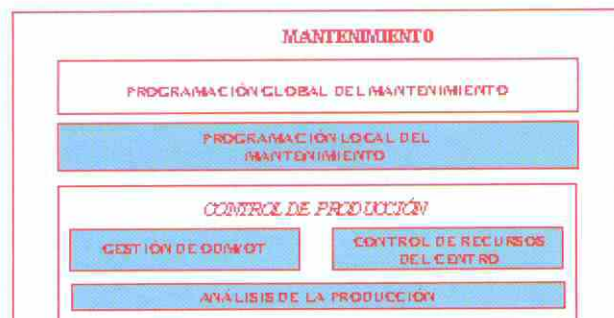 MANTENIMIENTO
PROGRAMACIÓN GLOBAL DEL MANTENIMIENTO
PROGRAMACIÓN LOCAL DEL
MANTENIMIENTO
CONTROL DE PRODUCCIÓN
GESTIÓN DE ODM/OT
CONTROL DE RECURSOS
DEL CENTRO
ANÁLISIS DE LA PRODUCCIÓN